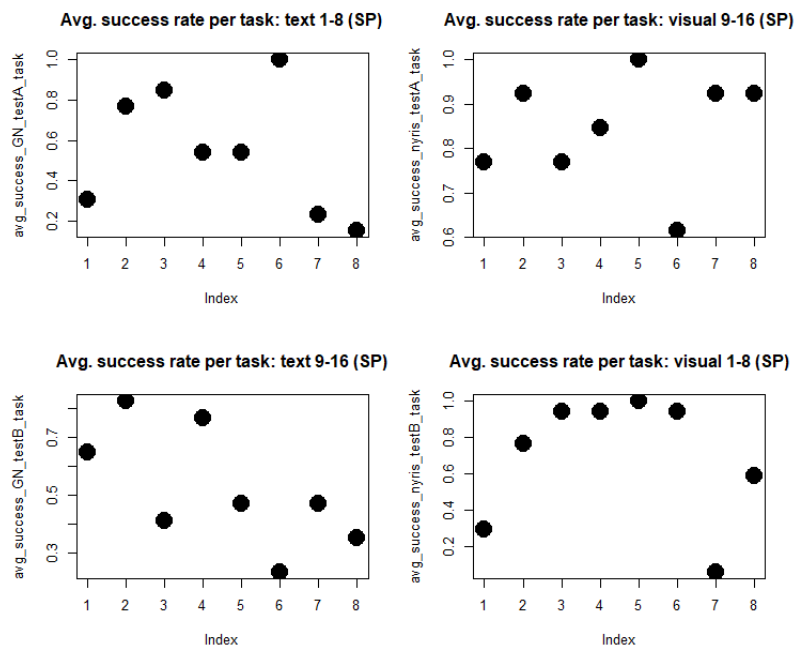 Avg. success rate per task: text 1-8 (SP)
avg_success_GN_testA_task
1.0
0.8
0.6
0.4
0.2
1 2 3 4 5 6 7 8
Index
Avg. success rate per task: visual 9-16 (SP)
avg_success_nyris_testA_task
1.0
0.9
0.8
0.7
0.6
1 2 3 4 5 6 7 8
Index
Avg. success rate per task: text 9-16 (SP)
avg_success_GN_testB_task
0.7
0.5
0.3
1 2 3 4 5 6 7 8
Index
Avg. success rate per task: visual 1-8 (SP)
avg_success_nyris_testB_task
1.0
0.8
0.6
0.4
0.2
1 2 3 4 5 6 7 8
Index